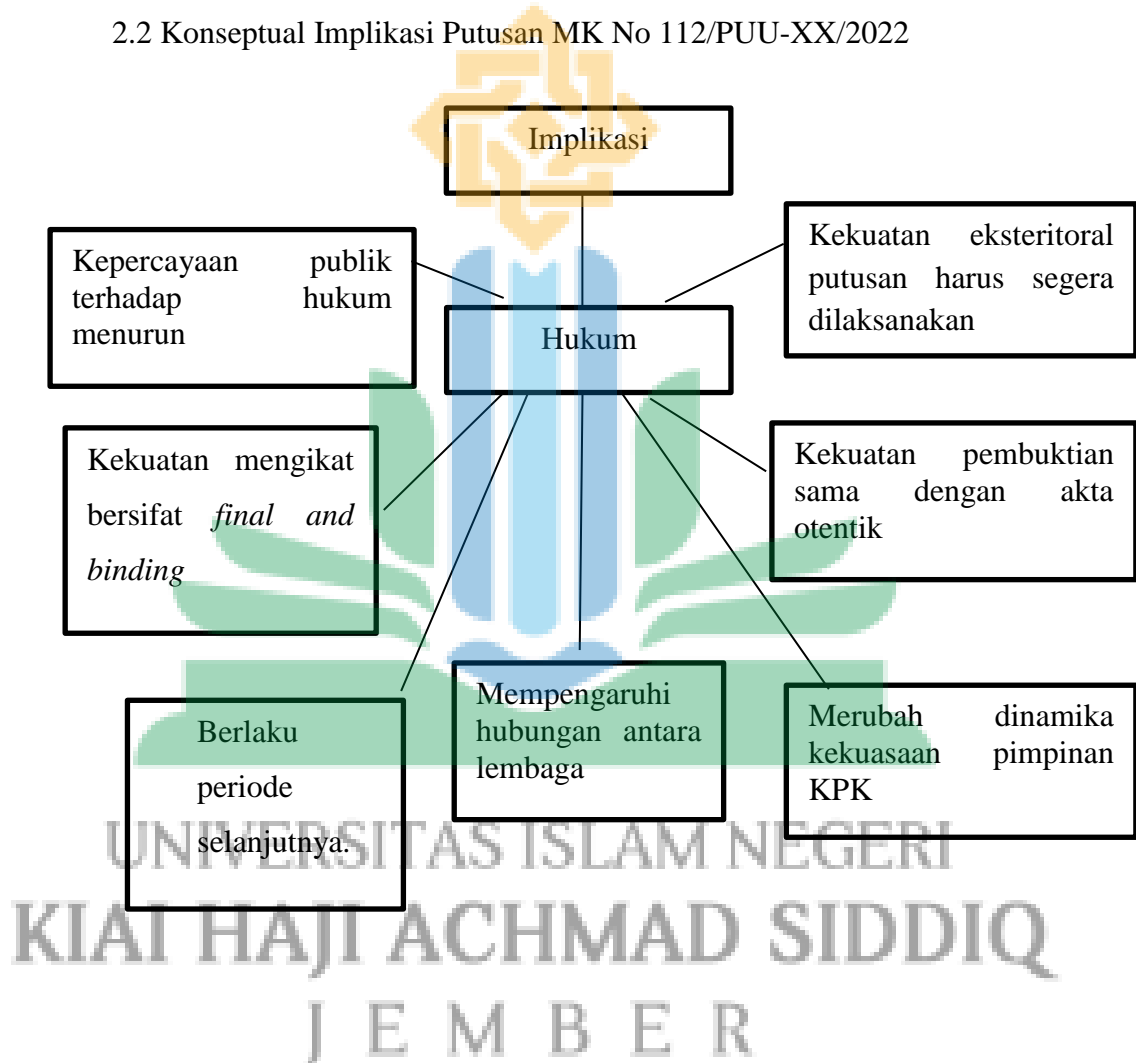 2.2 Konseptual Implikasi Putusan MK No 112/PUU-XX/2022
Implikasi
Kepercayaan publik
terhadap hukum
menurun
Kekuatan eksteritoral
putusan harus segera
dilaksanakan
Hukum
Kekuatan mengikat
bersifat final and
binding
Kekuatan pembuktian
sama dengan akta
otentik
Berlaku
periode
selanjutnya.
Mempengaruhi
hubungan antara
lembaga
Merubah dinamika
kekuasaan pimpinan
KPK
UNIVERSITAS ISLAM NEGERI
KIAI HAJI ACHMAD SIDDIQ
JEMBER